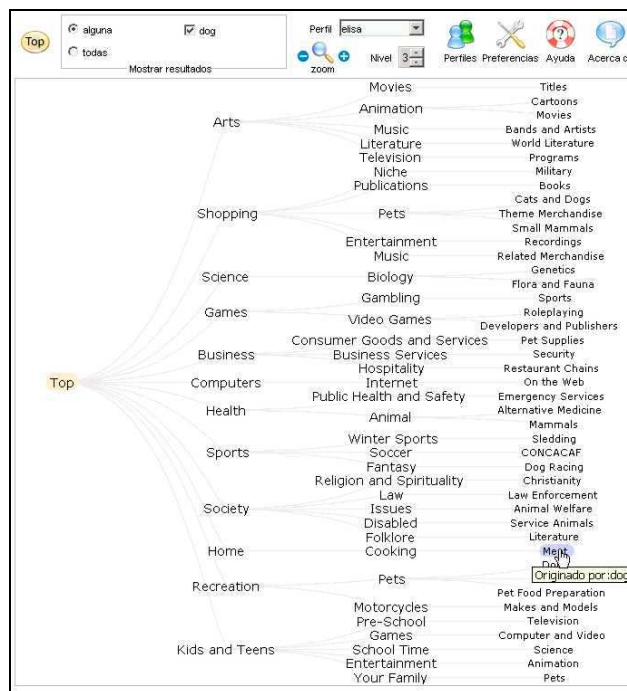 Top
alguna
dog
todas
Mostrar resultados
Perfil elisa
zoom
Nivel 3
Perfiles Preferencias Ayuda Acerca
Movies Titles
Cartoons
Animation
Movies
Arts
Music Bands and Artists
Literature World Literature
Television Programs
Niche Military
Publications Books
Cats and Dogs
Shopping Pets Theme Merchandise
Small Mammals
Entertainment Recordings
Music Related Merchandise
Genetics
Science Biology
Flora and Fauna
Gambling Sports
Games Roleplaying
Video Games
Developers and Publishers
Consumer Goods and Services Pet Supplies
Business Business Services Security
Hospitality Restaurant Chains
Top Computers Internet On the Web
Public Health and Safety Emergency Services
Health Alternative Medicine
Animal
Mammals
Winter Sports Sledding
Sports Soccer CONCACAF
Fantasy Dog Racing
Religion and Spirituality Christianity
Law Law Enforcement
Society Issues Animal Welfare
Disabled Service Animals
Folklore Literature
Home Cooking
Originado por:
Recreation Pets
Pet Food Preparation
Motorcycles Makes and Models
Pre-School Television
Games Computer and Video
Kids and Teens School Time Science
Entertainment Animation
Your Family Pets